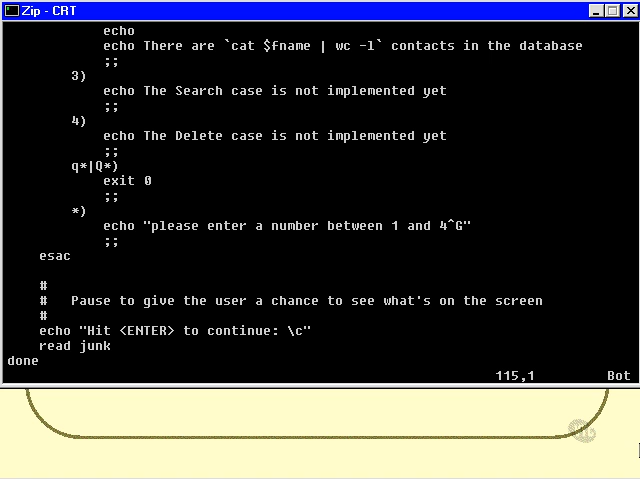 Zip - CRT
echo
echo There are `cat $fname | wc -l` contacts in the database
;;
3)
echo The Search case is not implemented yet
;;
4)
echo The Delete case is not implemented yet
;;
q*|Q*)
exit 0
;;
*)
echo "please enter a number between 1 and 4^G"
;;
esac
#
#   Pause to give the user a chance to see what's on the screen
#
echo "Hit <ENTER> to continue: \c"
read junk
done
115,1 Bot